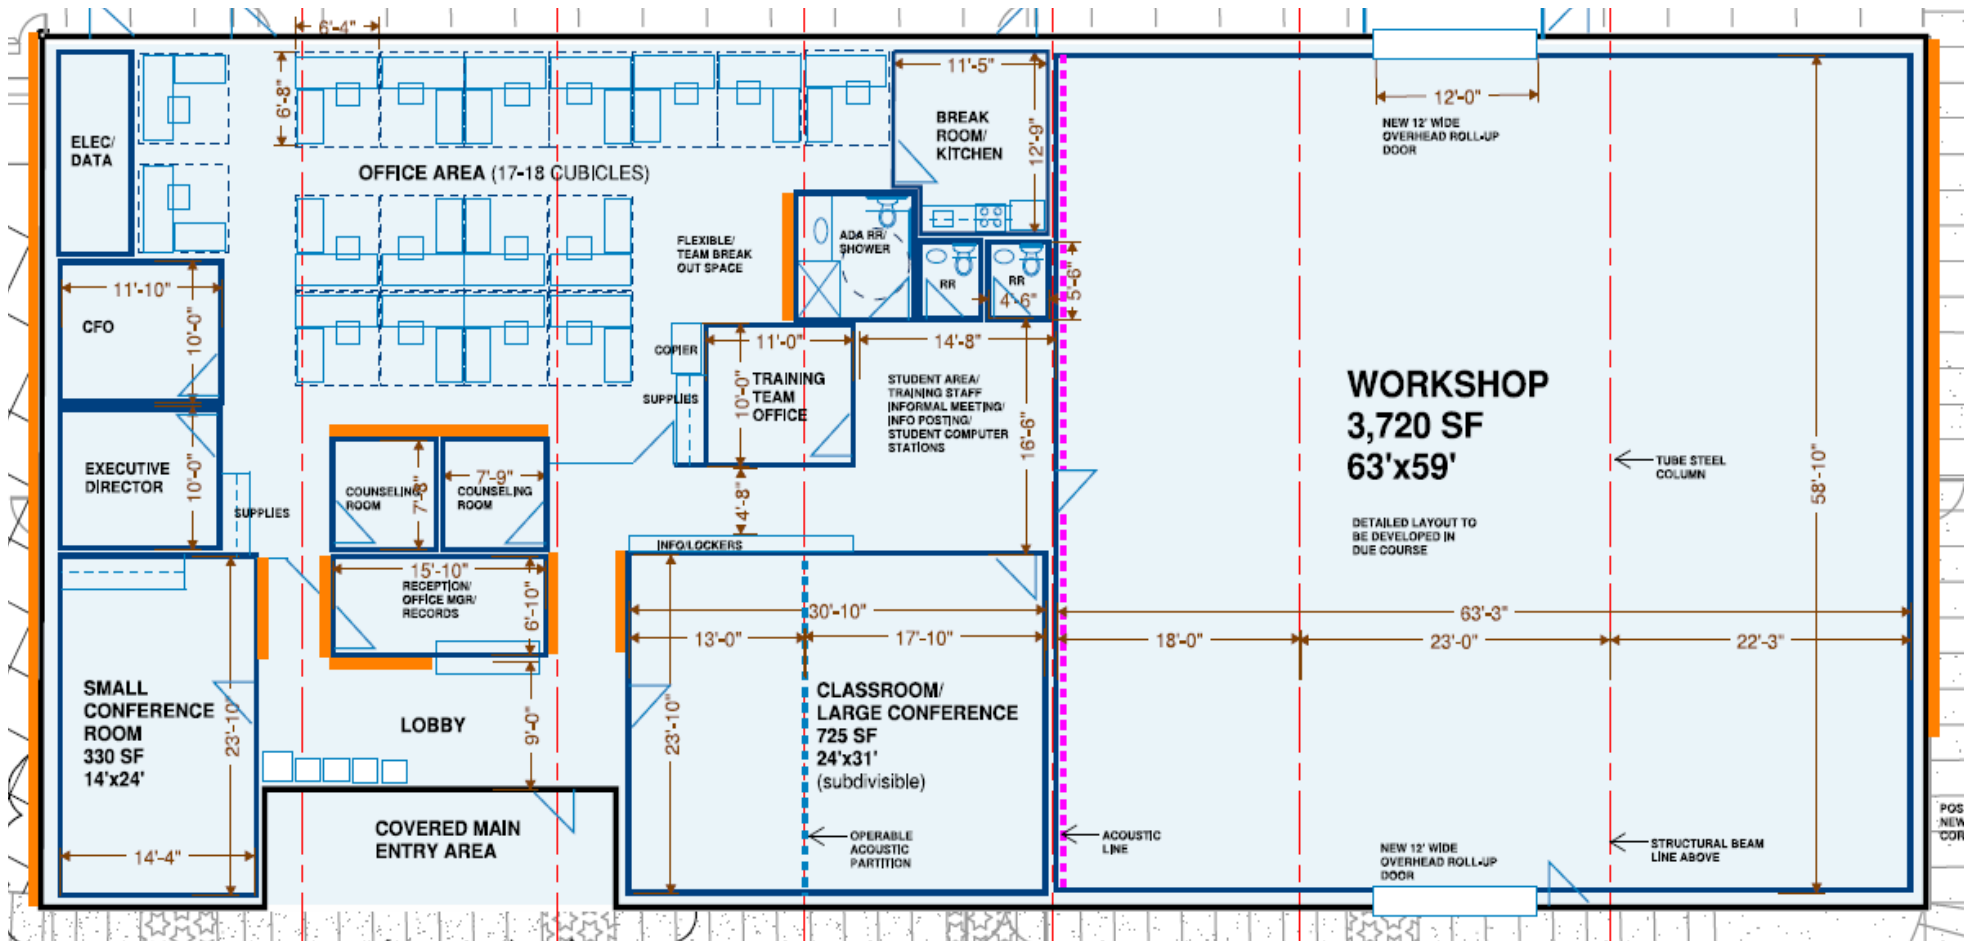 6'-4"
6'-8"
11'-5"
12'-9"
12'-0"
NEW 12' WIDE
OVERHEAD ROLL-UP
DOOR
ELEC/
DATA
BREAK
ROOM/
KITCHEN
OFFICE AREA (17-18 CUBICLES)
FLEXIBLE/
TEAM BREAK
OUT SPACE
ADA RR/
SHOWER
RR
RR
4'-6"
5'-6"
11'-10"
CFO
10'-0"
COPIER
SUPPLIES
11'-0"
10'-0"
TRAINING
TEAM
OFFICE
14'-8"
STUDENT AREA/
TRAINING STAFF
INFORMAL MEETING/
INFO POSTING/
STUDENT COMPUTER
STATIONS
16'-6"
WORKSHOP
3,720 SF
63'x59'
DETAILED LAYOUT TO
BE DEVELOPED IN
DUE COURSE
TUBE STEEL
COLUMN
58'-10"
EXECUTIVE
DIRECTOR
10'-0"
SUPPLIES
COUNSELING
ROOM
7'-8"
7'-9"
COUNSELING
ROOM
4'-8"
INFO/LOCKERS
15'-10"
RECEPTION/
OFFICE MGR/
RECORDS
6'-10"
30'-10"
13'-0"
17'-10"
63'-3"
18'-0"
23'-0"
22'-3"
SMALL
CONFERENCE
ROOM
330 SF
14'x24'
23'-10"
14'-4"
LOBBY
9'-0"
23'-10"
CLASSROOM/
LARGE CONFERENCE
725 SF
24'x31'
(subdivisible)
COVERED MAIN
ENTRY AREA
OPERABLE
ACOUSTIC
PARTITION
ACOUSTIC
LINE
NEW 12' WIDE
OVERHEAD ROLL-UP
DOOR
STRUCTURAL BEAM
LINE ABOVE
POS
NEW
COR